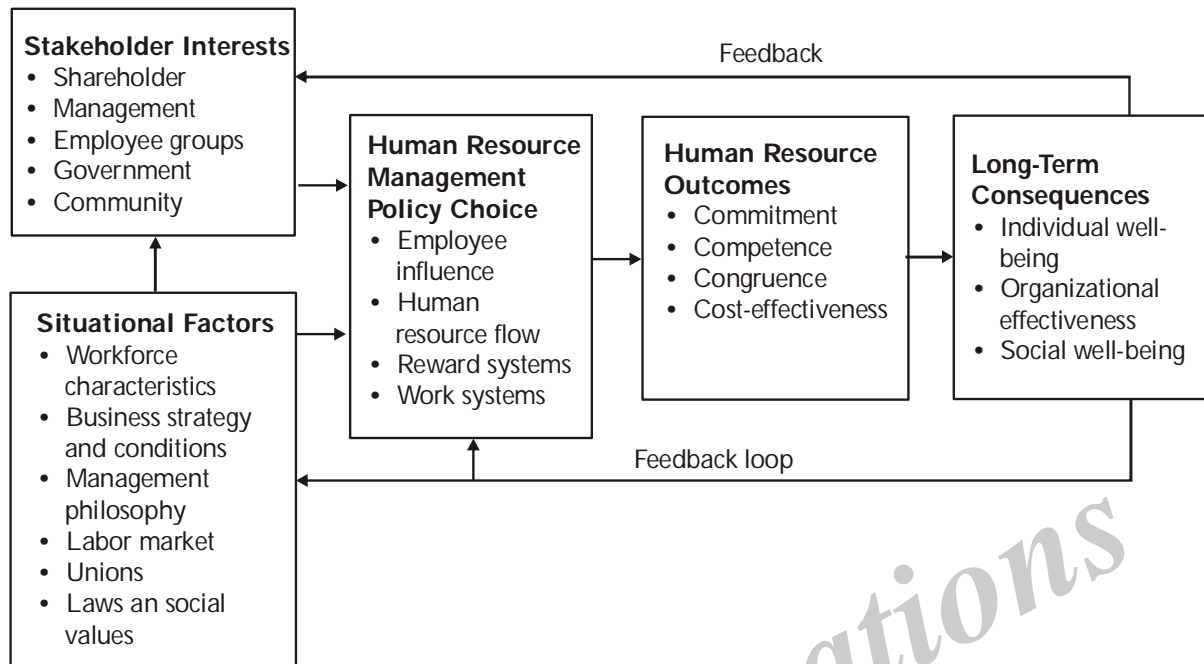 Stakeholder Interests
• Shareholder
• Management
• Employee groups
• Government
• Community
Feedback
Situational Factors
• Workforce
characteristics
• Business strategy
and conditions
• Management
philosophy
• Labor market
• Unions
• Laws an social
values
Human Resource
Management
Policy Choice
• Employee
influence
• Human
resource flow
• Reward systems
• Work systems
Human Resource
Outcomes
• Commitment
• Competence
• Congruence
• Cost-effectiveness
Long-Term
Consequences
• Individual well-
being
• Organizational
effectiveness
• Social well-being
Feedback loop
ations